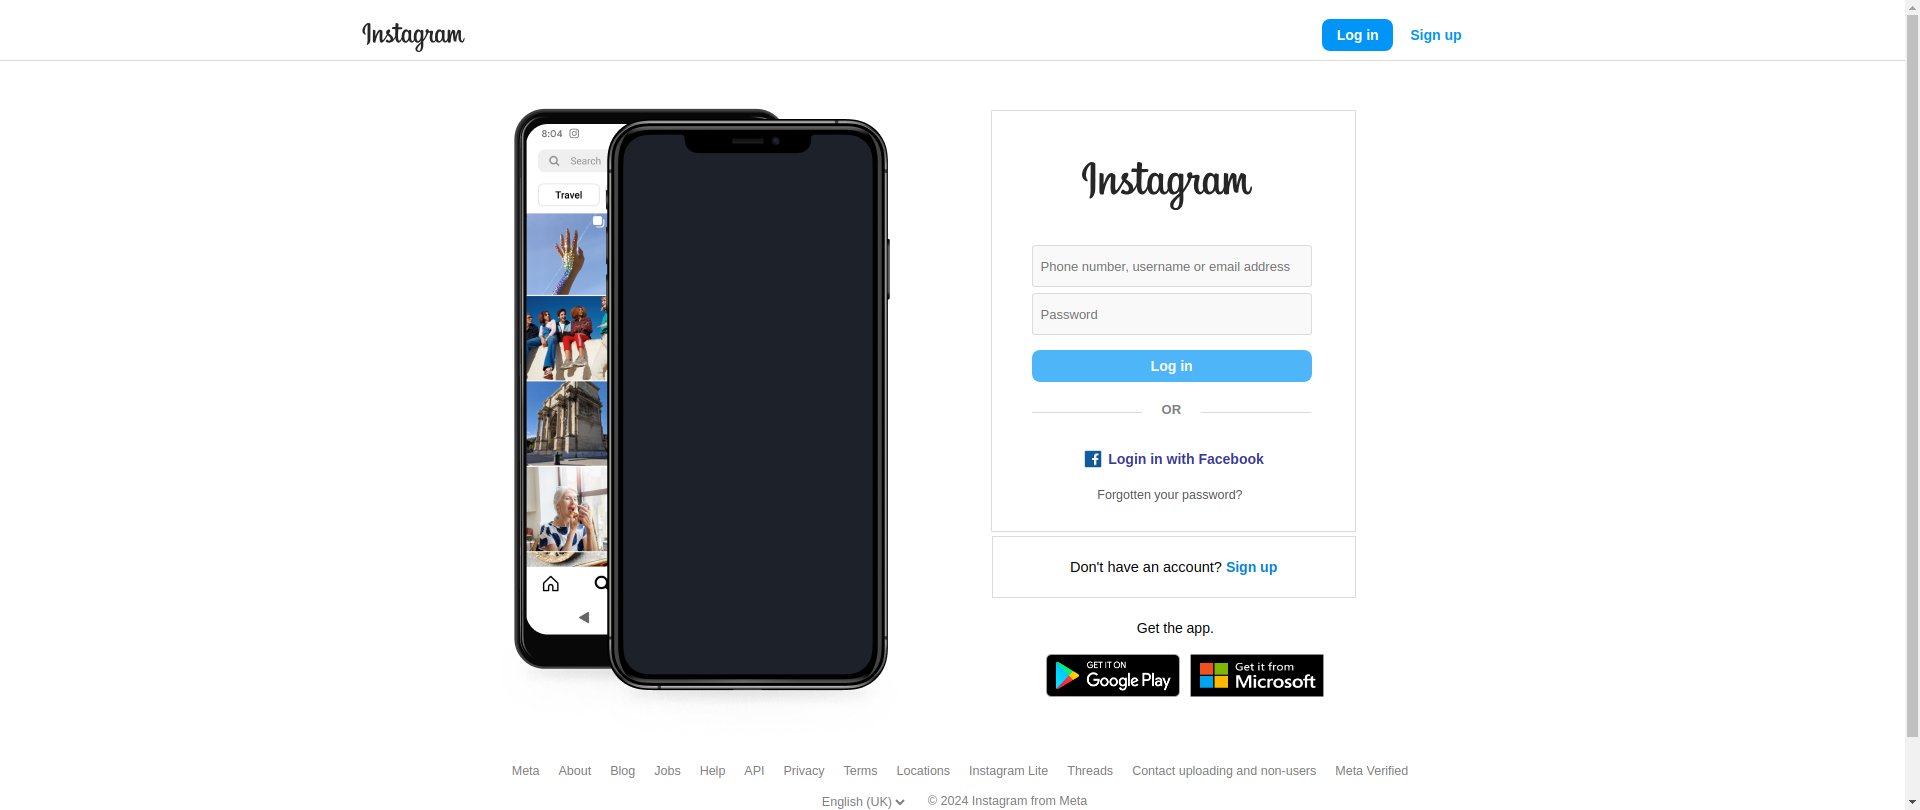 Instagram
Log in
Sign up
8:04
Search
Travel
Instagram
Phone number, username or email address
Password
Log in
OR
Login in with Facebook
Forgotten your password?
Don't have an account? Sign up
Get the app.
GET IT ON
Google Play
Get it from
Microsoft
Meta About Blog Jobs Help API Privacy Terms Locations Instagram Lite Threads Contact uploading and non-users Meta Verified
English (UK) © 2024 Instagram from Meta